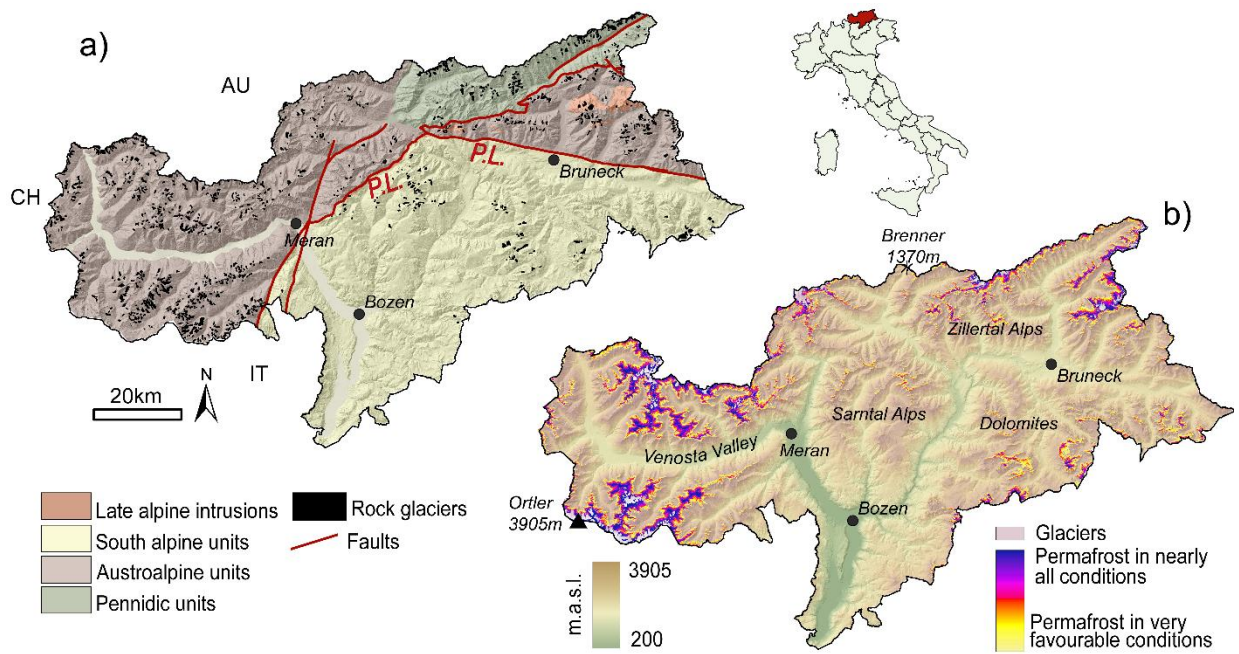 a)
AU
CH
IT
P.L.
P.L.
Bruneck
Meran
Bozen
20km
N
Late alpine intrusions
South alpine units
Austroalpine units
Pennidic units
Rock glaciers
Faults
b)
Brenner
1370m
Zillertal Alps
Bruneck
Sarntal Alps
Dolomites
Venosta Valley
Meran
Ortler
3905m
Bozen
m.a.s.l.
3905
200
Glaciers
Permafrost in nearly
all conditions
Permafrost in very
favourable conditions